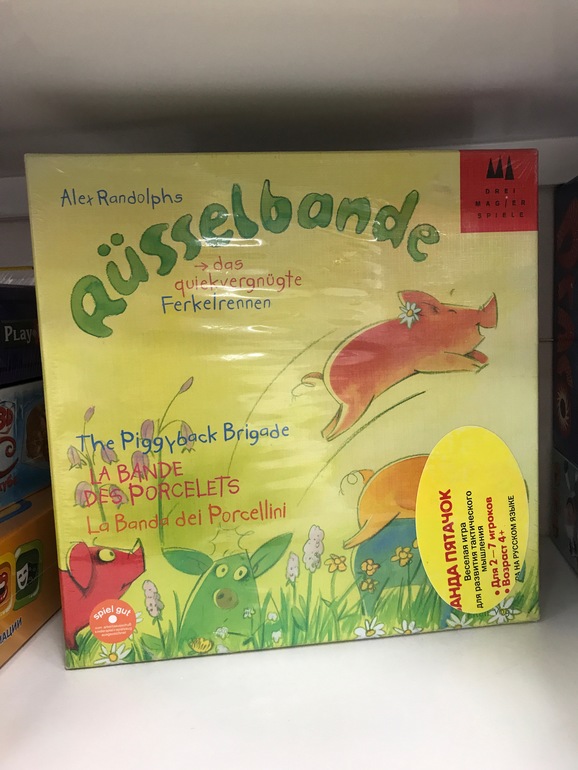 Alex Randolphs
Rüsselbande
→ das
quiekvergnügte
Ferkelrennen
DREI
MAGIER
SPIELE
The Piggyback Brigade
LA BANDE
DES PORCELETS
La Banda dei Porcellini
spiel gut
АНДА ПЯТАЧОК
Веселая игра
для развития тактического
мышления
• Для 2—7 игроков
• Возраст 4+
НА РУССКОМ ЯЗЫКЕ
PLAY